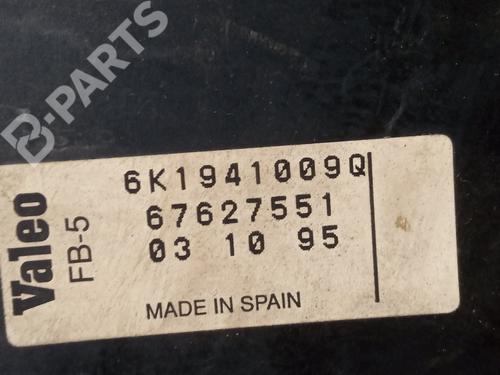 B-PARTS
Valeo
FB-5
6K1941009Q
67627551
03 10 95
MADE IN SPAIN